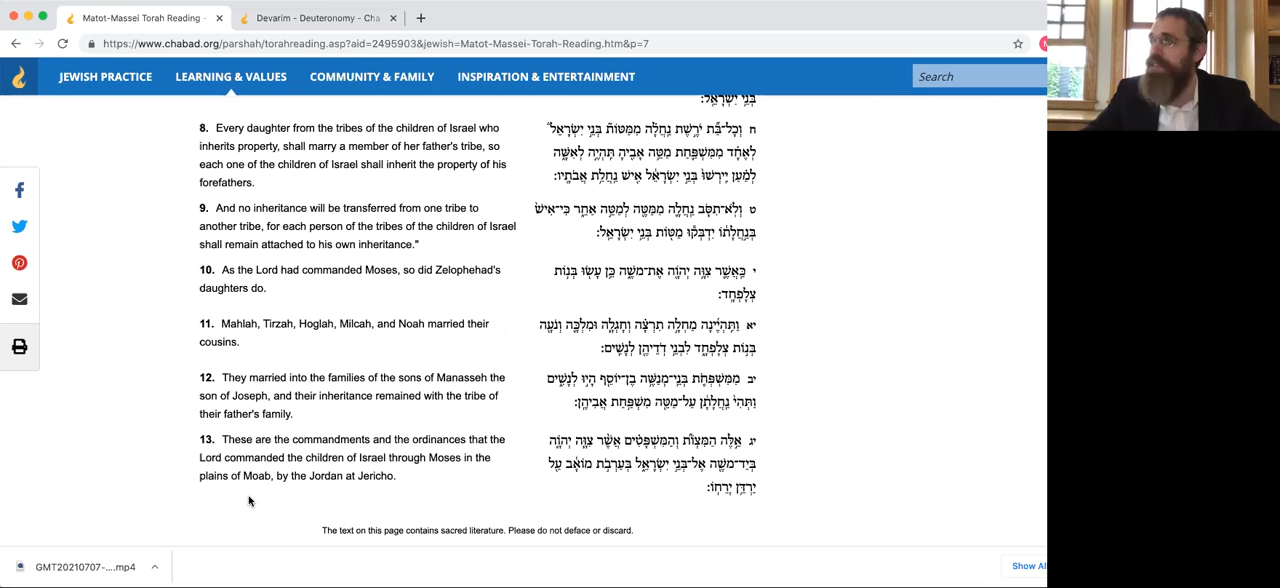 Matot-Massei Torah Reading -
Devarim - Deuteronomy - Cha
https://www.chabad.org/parshah/torahreading.asp?aid=2495903&jewish=Matot-Massei-Torah-Reading.htm&p=7
JEWISH PRACTICE LEARNING & VALUES COMMUNITY & FAMILY INSPIRATION & ENTERTAINMENT Search
בְּנֵי יִשְׂרָאֵל:
8. Every daughter from the tribes of the children of Israel who
inherits property, shall marry a member of her father's tribe, so
each one of the children of Israel shall inherit the property of his
forefathers.
ח וְכָל־בַּ֞ת יֹרֶ֣שֶׁת נַחֲלָ֗ה מִמַּטּוֹת֮ בְּנֵ֣י יִשְׂרָאֵל֒
לְאֶחָ֗ד מִמִּשְׁפַּ֛חַת מַטֵּ֥ה אָבִ֖יהָ תִּהְיֶ֣ה לְאִשָּׁ֑ה
לְמַ֗עַן יִֽירְשׁוּ֙ בְּנֵ֣י יִשְׂרָאֵ֔ל אִ֖ישׁ נַחֲלַ֥ת אֲבֹתָֽיו:
9. And no inheritance will be transferred from one tribe to
another tribe, for each person of the tribes of the children of Israel
shall remain attached to his own inheritance."
ט וְלֹֽא־תִסֹּ֧ב נַחֲלָ֛ה מִמַּטֶּ֖ה לְמַטֶּ֣ה אַחֵ֑ר כִּי־אִישׁ֙
בְּנַ֣חֲלָת֔וֹ יִדְבְּק֕וּ מַטּ֖וֹת בְּנֵ֥י יִשְׂרָאֵֽל:
10. As the Lord had commanded Moses, so did Zelophehad's
daughters do.
י כַּֽאֲשֶׁ֛ר צִוָּ֥ה יְהֹוָ֖ה אֶת־משֶׁ֑ה כֵּ֥ן עָשׂ֖וּ בְּנ֥וֹת
צְלָפְחָֽד:
11. Mahlah, Tirzah, Hoglah, Milcah, and Noah married their
cousins.
יא וַתִּֽהְיֶ֜ינָה מַחְלָ֣ה תִרְצָ֗ה וְחָגְלָ֧ה וּמִלְכָּ֛ה וְנֹעָ֖ה
בְּנ֣וֹת צְלָפְחָ֑ד לִבְנֵ֥י דֹֽדֵיהֶ֖ן לְנָשִֽׁים:
12. They married into the families of the sons of Manasseh the
son of Joseph, and their inheritance remained with the tribe of
their father's family.
יב מִמִּשְׁפְּחֹ֛ת בְּנֵֽי־מְנַשֶּׁ֥ה בֶן־יוֹסֵ֖ף הָי֣וּ לְנָשִׁ֑ים
וַתְּהִי֙ נַֽחֲלָתָ֔ן עַל־מַטֵּ֖ה מִשְׁפַּ֥חַת אֲבִיהֶֽן:
13. These are the commandments and the ordinances that the
Lord commanded the children of Israel through Moses in the
plains of Moab, by the Jordan at Jericho.
יג אֵ֣לֶּה הַמִּצְוֹ֞ת וְהַמִּשְׁפָּטִ֗ים אֲשֶׁ֨ר צִוָּ֧ה יְהֹוָ֛ה
בְּיַד־משֶׁ֖ה אֶל־בְּנֵ֣י יִשְׂרָאֵ֑ל בְּעַרְבֹ֣ת מוֹאָ֔ב עַ֖ל
יַרְדֵּ֥ן יְרֵחֽוֹ:
The text on this page contains sacred literature. Please do not deface or discard.
GMT20210707-....mp4
Show Al